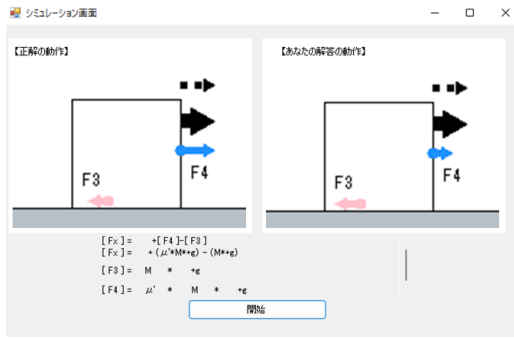 シミュレーション画面
【正解の動作】
【あなたの解答の動作】
F3
F4
F3
F4
[Fx]= +[F4]-[F3]
[Fx]= +(μ'*M*+g)-(M*+g)
[F3]= M * +g
[F4]= μ' * M * +g
開始